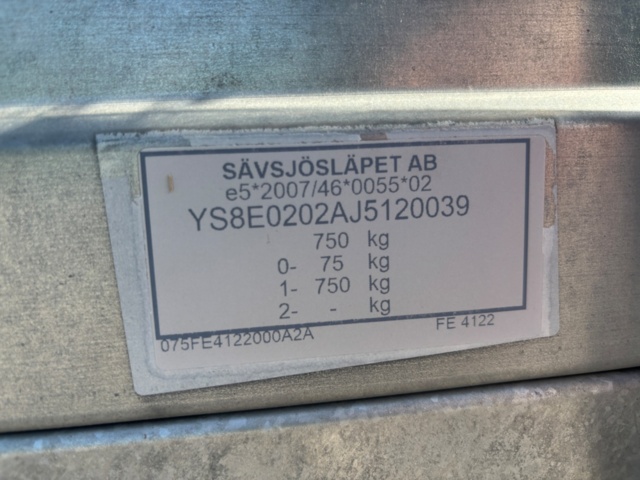 SÄVSJÖSLÄPET AB
e5*2007/46*0055*02
YS8E0202AJ5120039
750 kg
0- 75 kg
1- 750 kg
2- - kg
075FE4122000A2A FE 4122